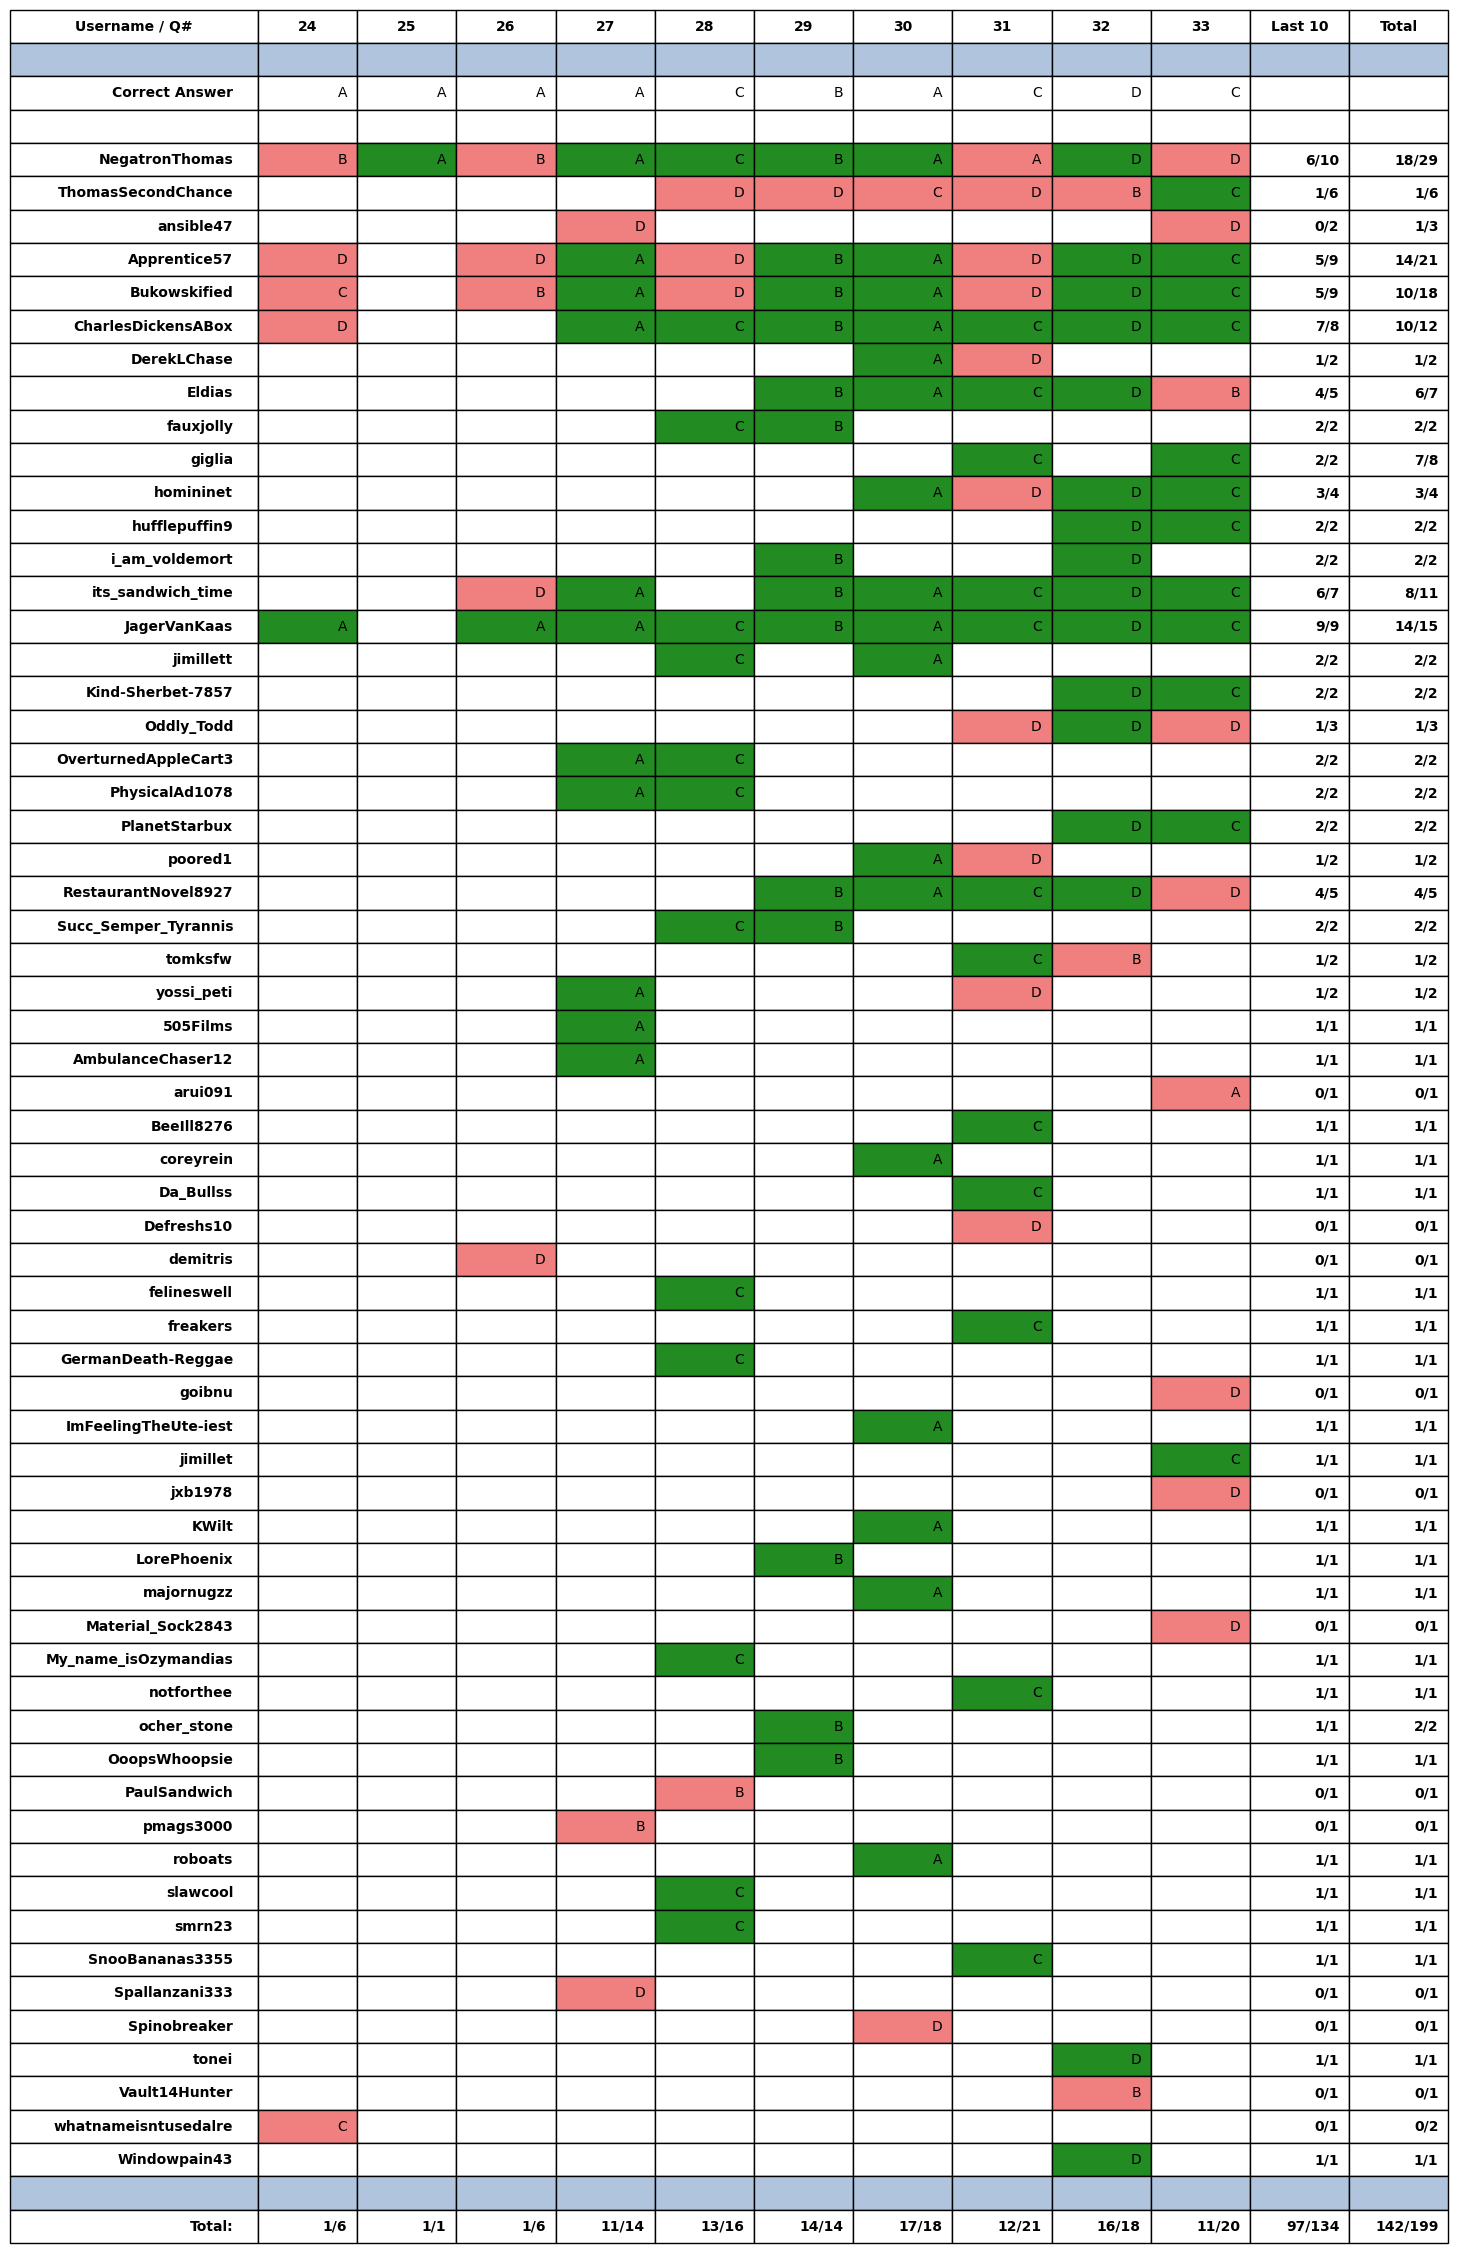 Username / Q# 24 25 26 27 28 29 30 31 32 33 Last 10 Total
Correct Answer A A A A C B A C D C
NegatronThomas B A B A C B A A D D 6/10 18/29
ThomasSecondChance D D C D B C 1/6 1/6
ansible47 D D 0/2 1/3
Apprentice57 D D A D B A D D C 5/9 14/21
Bukowskified C B A D B A D D C 5/9 10/18
CharlesDickensABox D A C B A C D C 7/8 10/12
DerekLChase A D 1/2 1/2
Eldias B A C D B 4/5 6/7
fauxjolly C B 2/2 2/2
giglia C C 2/2 7/8
homininet A D D C 3/4 3/4
hufflepuffin9 D C 2/2 2/2
i_am_voldemort B D 2/2 2/2
its_sandwich_time D A B A C D C 6/7 8/11
JagerVanKaas A A A C B A C D C 9/9 14/15
jimillett C A 2/2 2/2
Kind-Sherbet-7857 D C 2/2 2/2
Oddly_Todd D D D 1/3 1/3
OverturnedAppleCart3 A C 2/2 2/2
PhysicalAd1078 A C 2/2 2/2
PlanetStarbux D C 2/2 2/2
poored1 A D 1/2 1/2
RestaurantNovel8927 B A C D D 4/5 4/5
Succ_Semper_Tyrannis C B 2/2 2/2
tomksfw C B 1/2 1/2
yossi_peti A D 1/2 1/2
505Films A 1/1 1/1
AmbulanceChaser12 A 1/1 1/1
arui091 A 0/1 0/1
BeeIll8276 C 1/1 1/1
coreyrein A 1/1 1/1
Da_Bullss C 1/1 1/1
Defreshs10 D 0/1 0/1
demitris D 0/1 0/1
felineswell C 1/1 1/1
freakers C 1/1 1/1
GermanDeath-Reggae C 1/1 1/1
goibnu D 0/1 0/1
ImFeelingTheUte-iest A 1/1 1/1
jimillet C 1/1 1/1
jxb1978 D 0/1 0/1
KWilt A 1/1 1/1
LorePhoenix B 1/1 1/1
majornugzz A 1/1 1/1
Material_Sock2843 D 0/1 0/1
My_name_isOzymandias C 1/1 1/1
notforthee C 1/1 1/1
ocher_stone B 1/1 2/2
OoopsWhoopsie B 1/1 1/1
PaulSandwich B 0/1 0/1
pmags3000 B 0/1 0/1
roboats A 1/1 1/1
slawcool C 1/1 1/1
smrn23 C 1/1 1/1
SnooBananas3355 C 1/1 1/1
Spallanzani333 D 0/1 0/1
Spinobreaker D 0/1 0/1
tonei D 1/1 1/1
Vault14Hunter B 0/1 0/1
whatnameisntusedalre C 0/1 0/2
Windowpain43 D 1/1 1/1
Total: 1/6 1/1 1/6 11/14 13/16 14/14 17/18 12/21 16/18 11/20 97/134 142/199